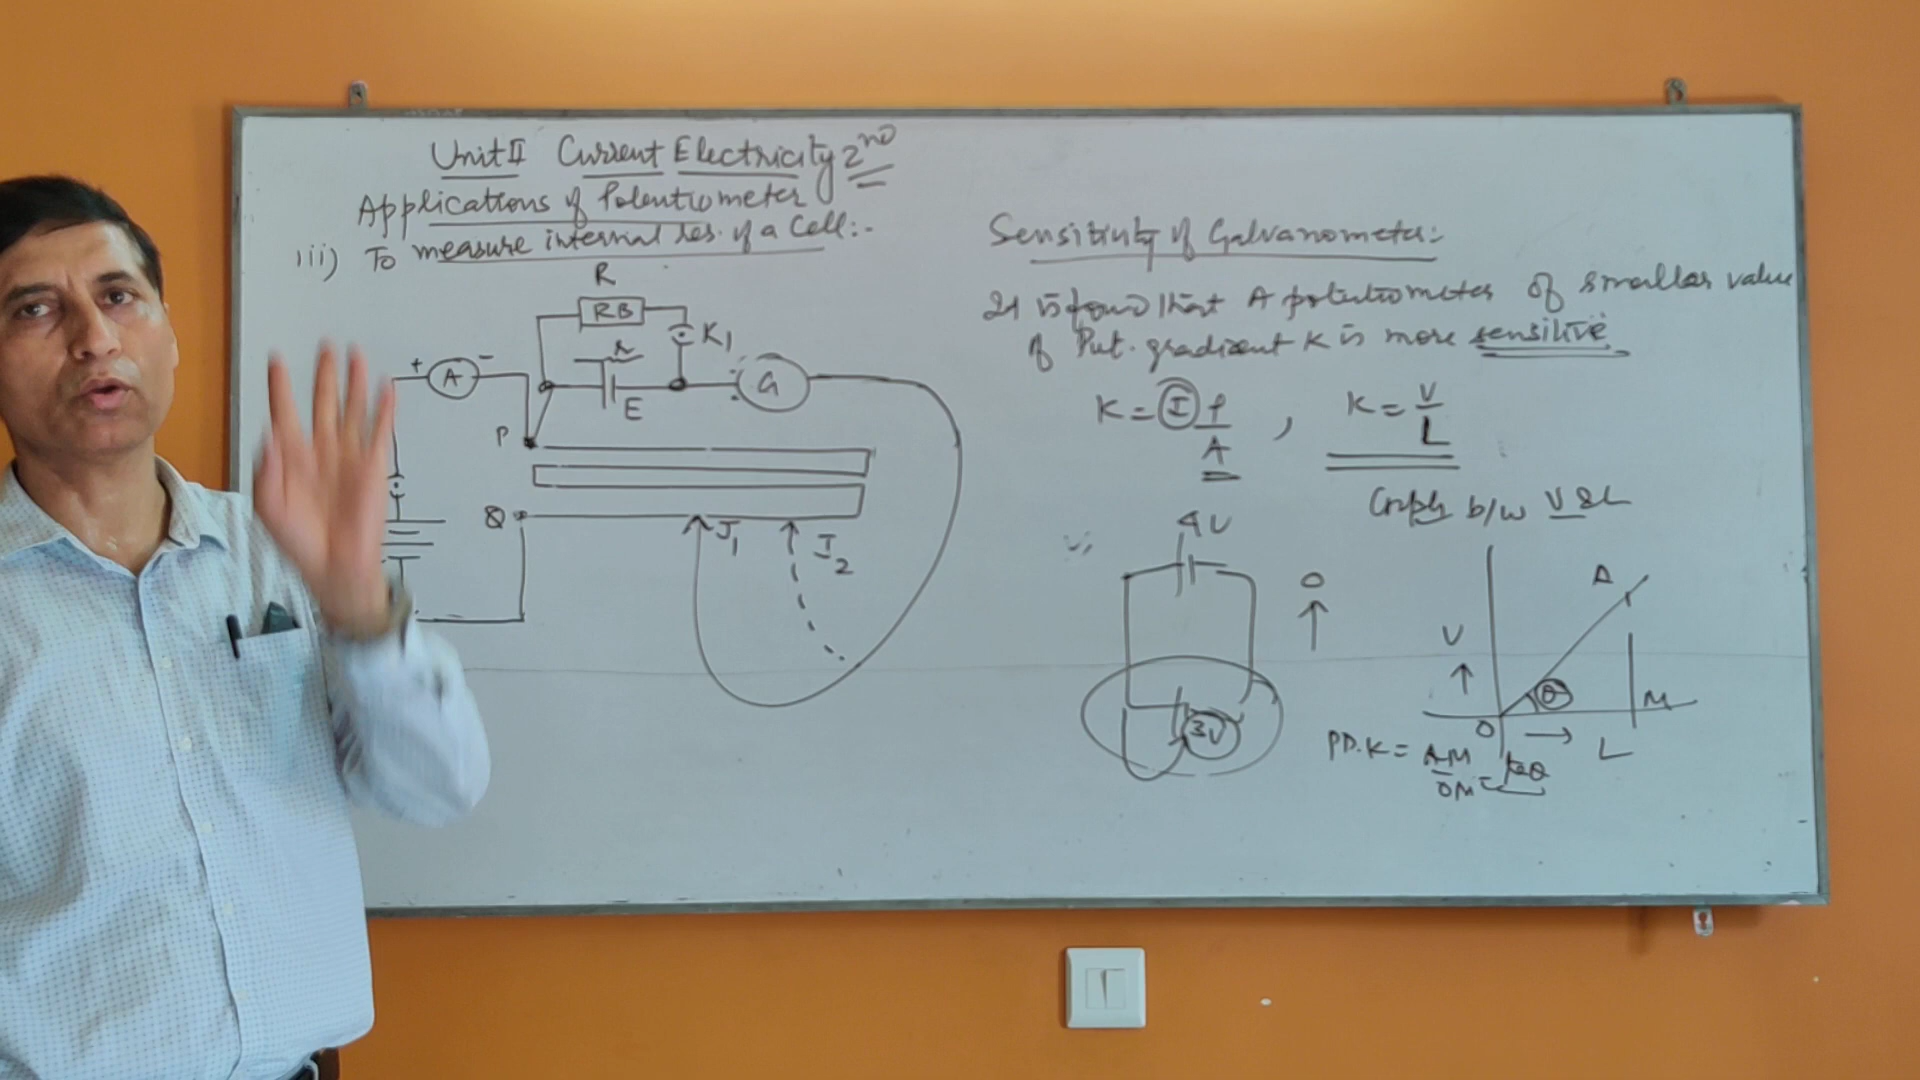 Unit II Current Electricity 2nd
Applications of Potentiometer
iii) To measure internal res. of a Cell:-
R
RB
K1
r
+ A -
G
E
P
Q
J1
J2
Sensitivity of Galvanometer:-
It is found that A potentiometer of smaller value
of Pot. gradient K is more sensitive
K = I ρ / A , K = V / L
Graph b/w V & L
4V
3V
O
A
V
θ
M
O
L
PD. K = AM / OM = tanθ